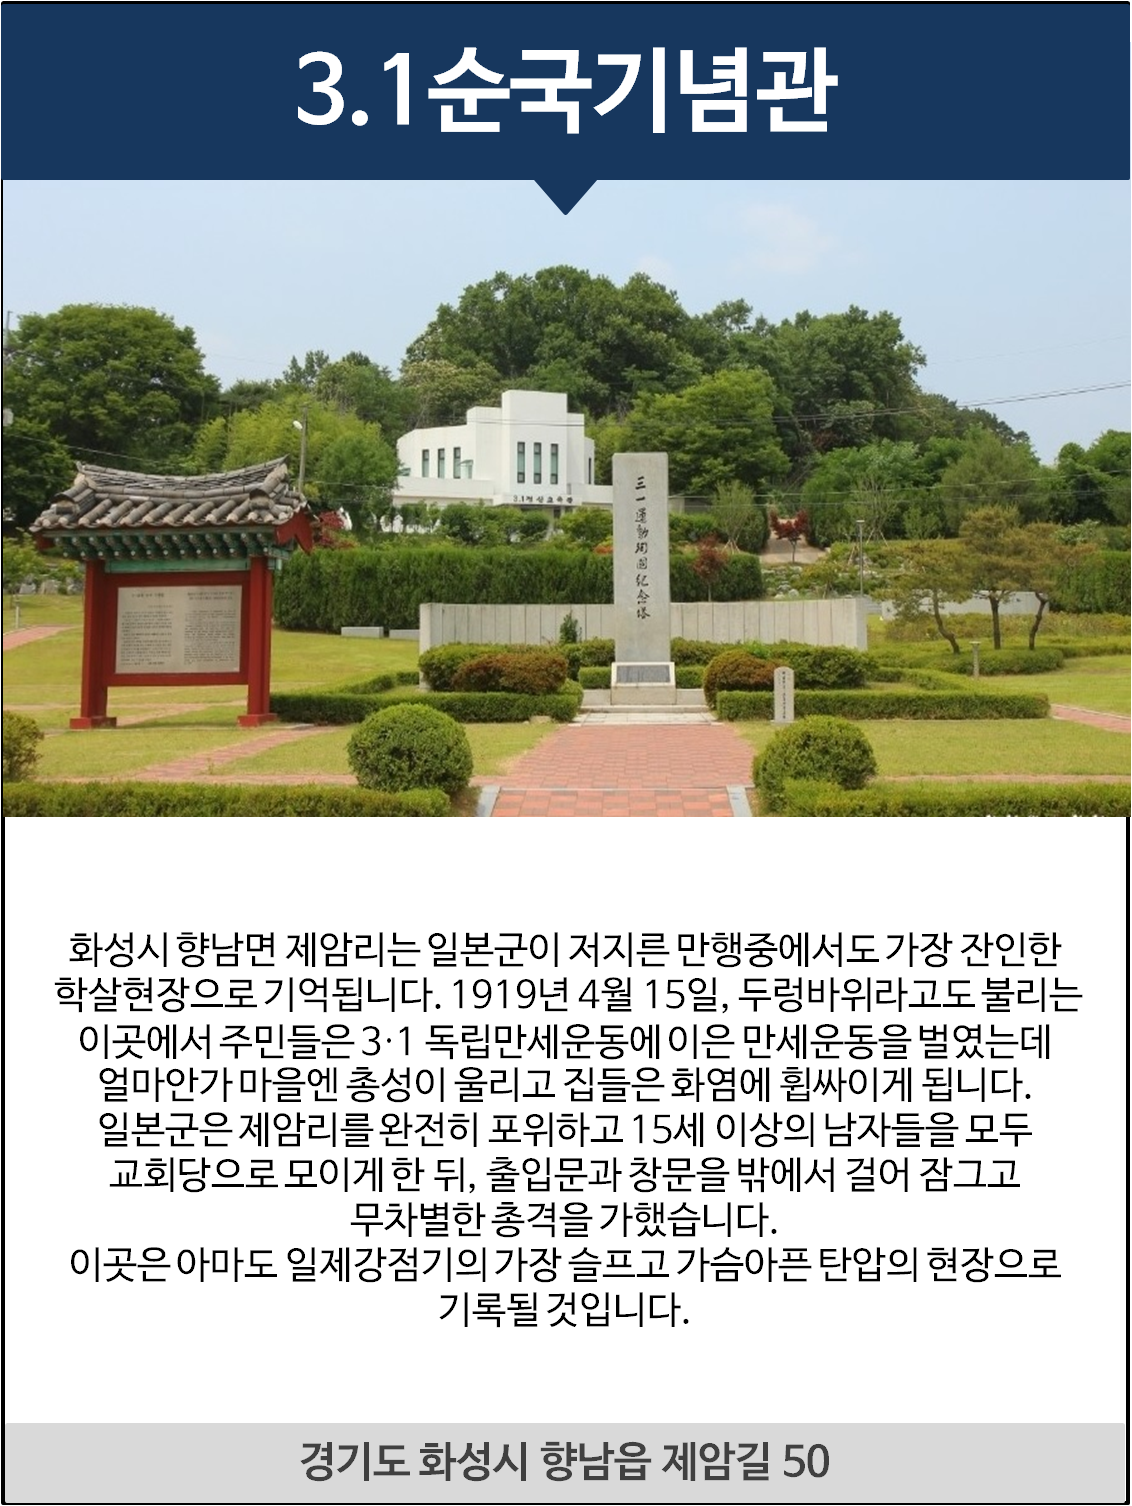 3.1순국기념관
三一運動殉國紀念塔
화성시 향남면 제암리는 일본군이 저지른 만행중에서도 가장 잔인한
학살현장으로 기억됩니다. 1919년 4월 15일, 두렁바위라고도 불리는
이곳에서 주민들은 3·1 독립만세운동에 이은 만세운동을 벌였는데
얼마안가 마을엔 총성이 울리고 집들은 화염에 휩싸이게 됩니다.
일본군은 제암리를 완전히 포위하고 15세 이상의 남자들을 모두
교회당으로 모이게 한 뒤, 출입문과 창문을 밖에서 걸어 잠그고
무차별한 총격을 가했습니다.
이곳은 아마도 일제강점기의 가장 슬프고 가슴아픈 탄압의 현장으로
기록될 것입니다.
경기도 화성시 향남읍 제암길 50